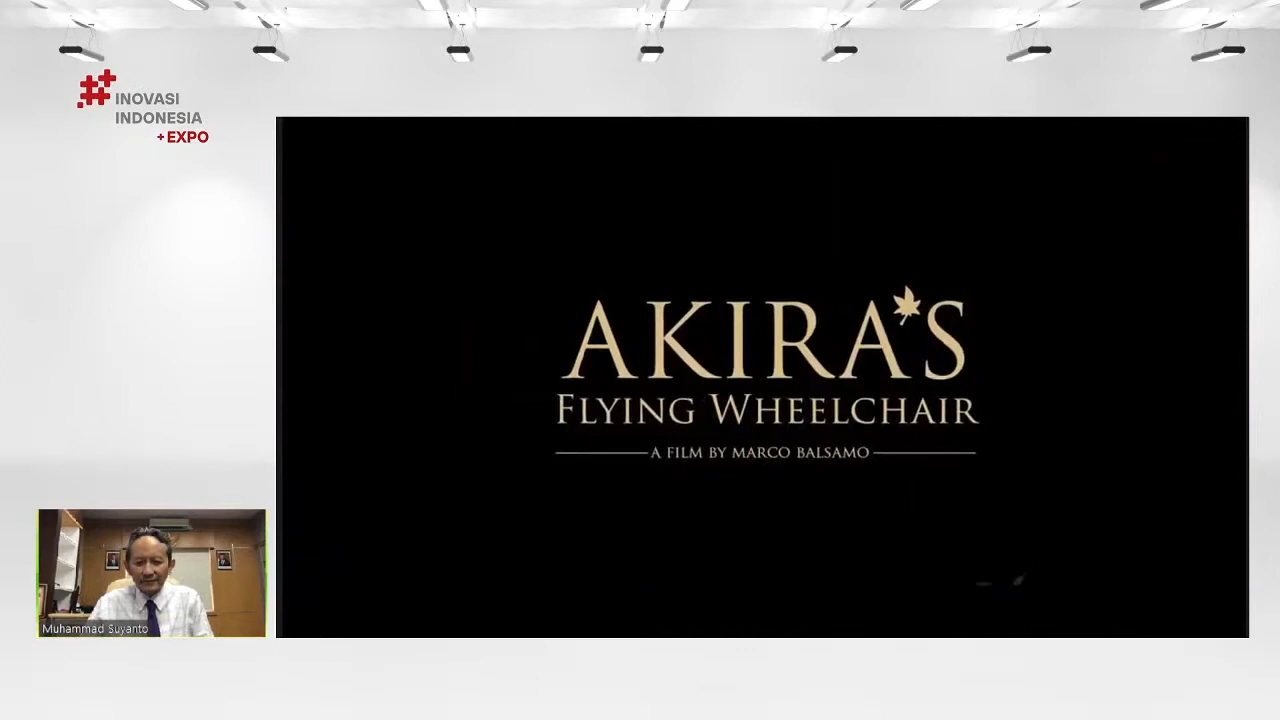 INOVASI
INDONESIA
+EXPO
AKIRA'S
FLYING WHEELCHAIR
A FILM BY MARCO BALSAMO
Muhammad Suyanto